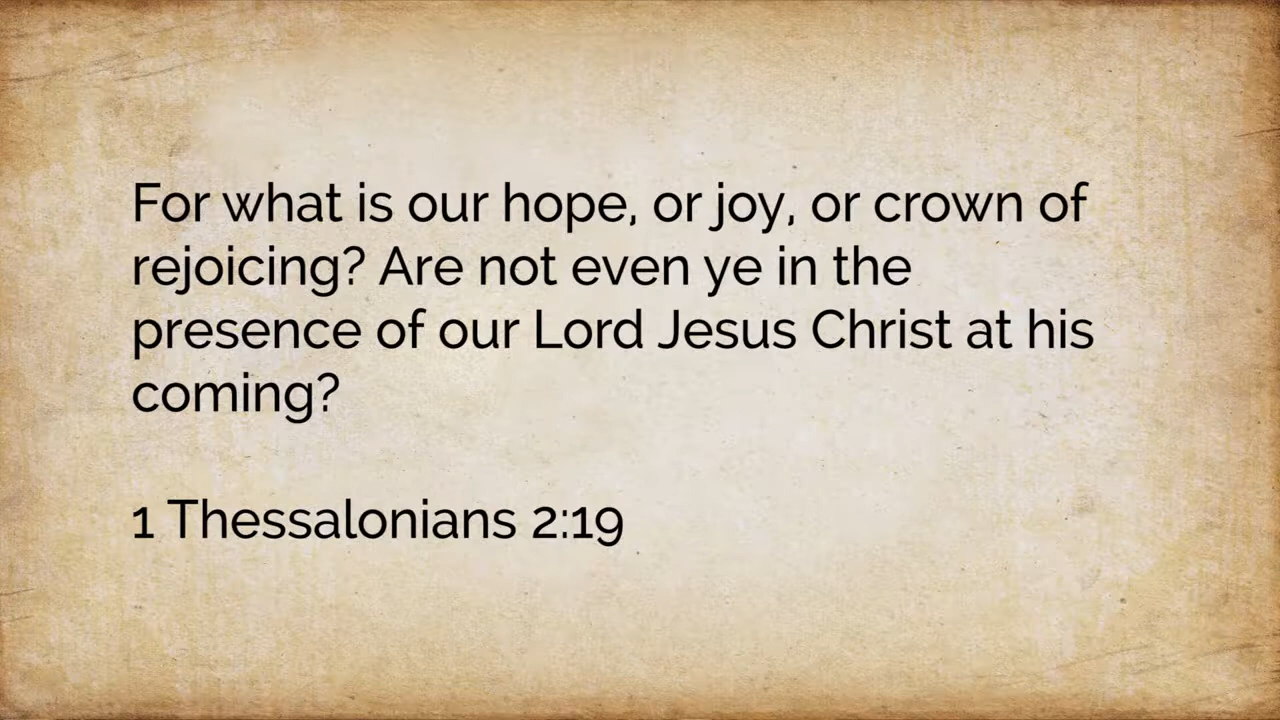 For what is our hope, or joy, or crown of
rejoicing? Are not even ye in the
presence of our Lord Jesus Christ at his
coming?
1 Thessalonians 2:19